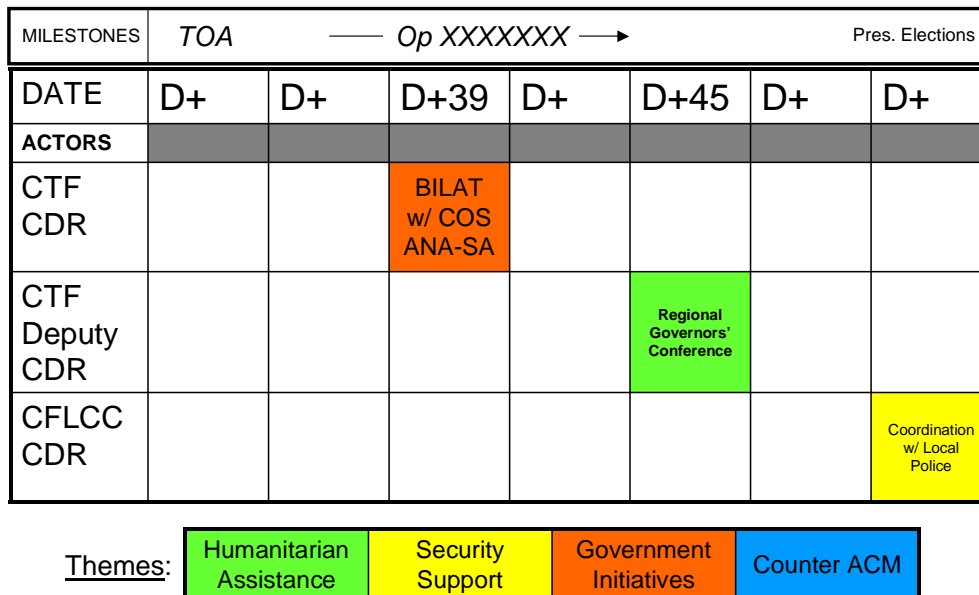 MILESTONES TOA Op XXXXXXX Pres. Elections
DATE D+ D+ D+39 D+ D+45 D+ D+
ACTORS
CTF
CDR
BILAT
w/ COS
ANA-SA
CTF
Deputy
CDR
Regional
Governors’
Conference
CFLCC
CDR
Coordination
w/ Local
Police
Themes:
Humanitarian
Assistance
Security
Support
Government
Initiatives
Counter ACM